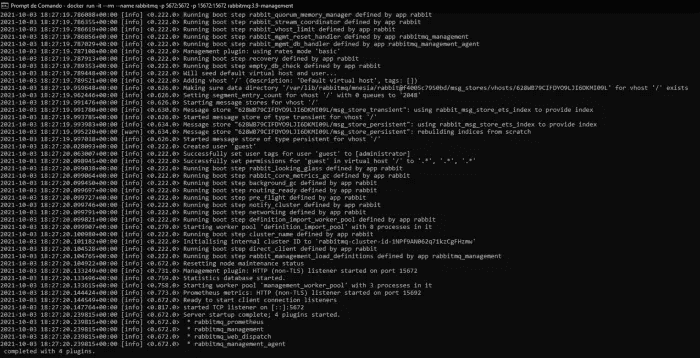 Prompt de Comando - docker run -it --rm --name rabbitmq -p 5672:5672 -p 15672:15672 rabbitmq:3.9-management
2021-10-03 18:27:19.786088+00:00 [info] <0.222.0> Running boot step rabbit_quorum_memory_manager defined by app rabbit
2021-10-03 18:27:19.786338+00:00 [info] <0.222.0> Running boot step rabbit_stream_coordinator defined by app rabbit
2021-10-03 18:27:19.786619+00:00 [info] <0.222.0> Running boot step rabbit_vhost_limit defined by app rabbit
2021-10-03 18:27:19.786856+00:00 [info] <0.222.0> Running boot step rabbit_mgmt_reset_handler defined by app rabbitmq_management
2021-10-03 18:27:19.787029+00:00 [info] <0.222.0> Running boot step rabbit_mgmt_db_handler defined by app rabbitmq_management_agent
2021-10-03 18:27:19.787108+00:00 [info] <0.222.0> Management plugin: using rates mode 'basic'
2021-10-03 18:27:19.789193+00:00 [info] <0.222.0> Running boot step recovery defined by app rabbit
2021-10-03 18:27:19.789353+00:00 [info] <0.222.0> Running boot step empty_db_check defined by app rabbit
2021-10-03 18:27:19.789448+00:00 [info] <0.222.0> Will seed default virtual host and user...
2021-10-03 18:27:19.789521+00:00 [info] <0.222.0> Adding vhost '/' (description: 'Default virtual host', tags: [])
2021-10-03 18:27:19.959648+00:00 [info] <0.626.0> Making sure data directory '/var/lib/rabbitmq/mnesia/rabbit@f4005c7950bd/msg_stores/vhosts/628WB79CIFDYO9LJI6DKMI09L' for vhost '/' exists
2021-10-03 18:27:19.962446+00:00 [info] <0.626.0> Setting segment_entry_count for vhost '/' with 0 queues to '2048'
2021-10-03 18:27:19.991476+00:00 [info] <0.626.0> Starting message stores for vhost '/'
2021-10-03 18:27:19.991780+00:00 [info] <0.630.0> Message store "628WB79CIFDYO9LJI6DKMI09L/msg_store_transient": using rabbit_msg_store_ets_index to provide index
2021-10-03 18:27:19.993785+00:00 [info] <0.626.0> Started message store of type transient for vhost '/'
2021-10-03 18:27:19.993983+00:00 [info] <0.634.0> Message store "628WB79CIFDYO9LJI6DKMI09L/msg_store_persistent": using rabbit_msg_store_ets_index to provide index
2021-10-03 18:27:19.995220+00:00 [warn] <0.634.0> Message store "628WB79CIFDYO9LJI6DKMI09L/msg_store_persistent": rebuilding indices from scratch
2021-10-03 18:27:19.997038+00:00 [info] <0.626.0> Started message store of type persistent for vhost '/'
2021-10-03 18:27:20.028093+00:00 [info] <0.222.0> Created user 'guest'
2021-10-03 18:27:20.063007+00:00 [info] <0.222.0> Successfully set user tags for user 'guest' to [administrator]
2021-10-03 18:27:20.098945+00:00 [info] <0.222.0> Successfully set permissions for 'guest' in virtual host '/' to '.*', '.*', '.*'
2021-10-03 18:27:20.099038+00:00 [info] <0.222.0> Running boot step rabbit_looking_glass defined by app rabbit
2021-10-03 18:27:20.099064+00:00 [info] <0.222.0> Running boot step rabbit_core_metrics_gc defined by app rabbit
2021-10-03 18:27:20.099450+00:00 [info] <0.222.0> Running boot step background_gc defined by app rabbit
2021-10-03 18:27:20.099697+00:00 [info] <0.222.0> Running boot step routing_ready defined by app rabbit
2021-10-03 18:27:20.099727+00:00 [info] <0.222.0> Running boot step pre_flight defined by app rabbit
2021-10-03 18:27:20.099746+00:00 [info] <0.222.0> Running boot step notify_cluster defined by app rabbit
2021-10-03 18:27:20.099791+00:00 [info] <0.222.0> Running boot step networking defined by app rabbit
2021-10-03 18:27:20.099821+00:00 [info] <0.222.0> Running boot step definition_import_worker_pool defined by app rabbit
2021-10-03 18:27:20.099907+00:00 [info] <0.279.0> Starting worker pool 'definition_import_pool' with 8 processes in it
2021-10-03 18:27:20.100980+00:00 [info] <0.222.0> Running boot step cluster_name defined by app rabbit
2021-10-03 18:27:20.101182+00:00 [info] <0.222.0> Initialising internal cluster ID to 'rabbitmq-cluster-id-iNPf9AN062q7ikzCgFHzmw'
2021-10-03 18:27:20.104528+00:00 [info] <0.222.0> Running boot step direct_client defined by app rabbit
2021-10-03 18:27:20.104765+00:00 [info] <0.222.0> Running boot step rabbit_management_load_definitions defined by app rabbitmq_management
2021-10-03 18:27:20.104922+00:00 [info] <0.672.0> Resetting node maintenance status
2021-10-03 18:27:20.133249+00:00 [info] <0.731.0> Management plugin: HTTP (non-TLS) listener started on port 15672
2021-10-03 18:27:20.133496+00:00 [info] <0.759.0> Statistics database started.
2021-10-03 18:27:20.133615+00:00 [info] <0.758.0> Starting worker pool 'management_worker_pool' with 3 processes in it
2021-10-03 18:27:20.144424+00:00 [info] <0.773.0> Prometheus metrics: HTTP (non-TLS) listener started on port 15692
2021-10-03 18:27:20.144549+00:00 [info] <0.672.0> Ready to start client connection listeners
2021-10-03 18:27:20.147764+00:00 [info] <0.817.0> started TCP listener on [::]:5672
2021-10-03 18:27:20.239815+00:00 [info] <0.672.0> Server startup complete; 4 plugins started.
2021-10-03 18:27:20.239815+00:00 [info] <0.672.0>  * rabbitmq_prometheus
2021-10-03 18:27:20.239815+00:00 [info] <0.672.0>  * rabbitmq_management
2021-10-03 18:27:20.239815+00:00 [info] <0.672.0>  * rabbitmq_web_dispatch
2021-10-03 18:27:20.239815+00:00 [info] <0.672.0>  * rabbitmq_management_agent
completed with 4 plugins.